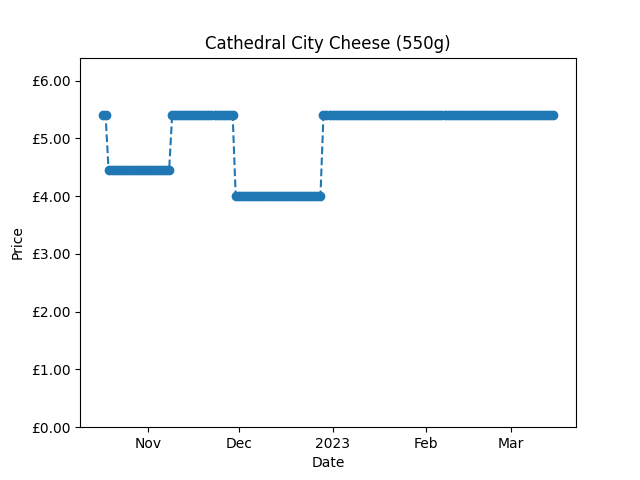 Cathedral City Cheese (550g)
£6.00
£5.00
£4.00
£3.00
£2.00
£1.00
£0.00
Price
Nov Dec 2023 Feb Mar
Date